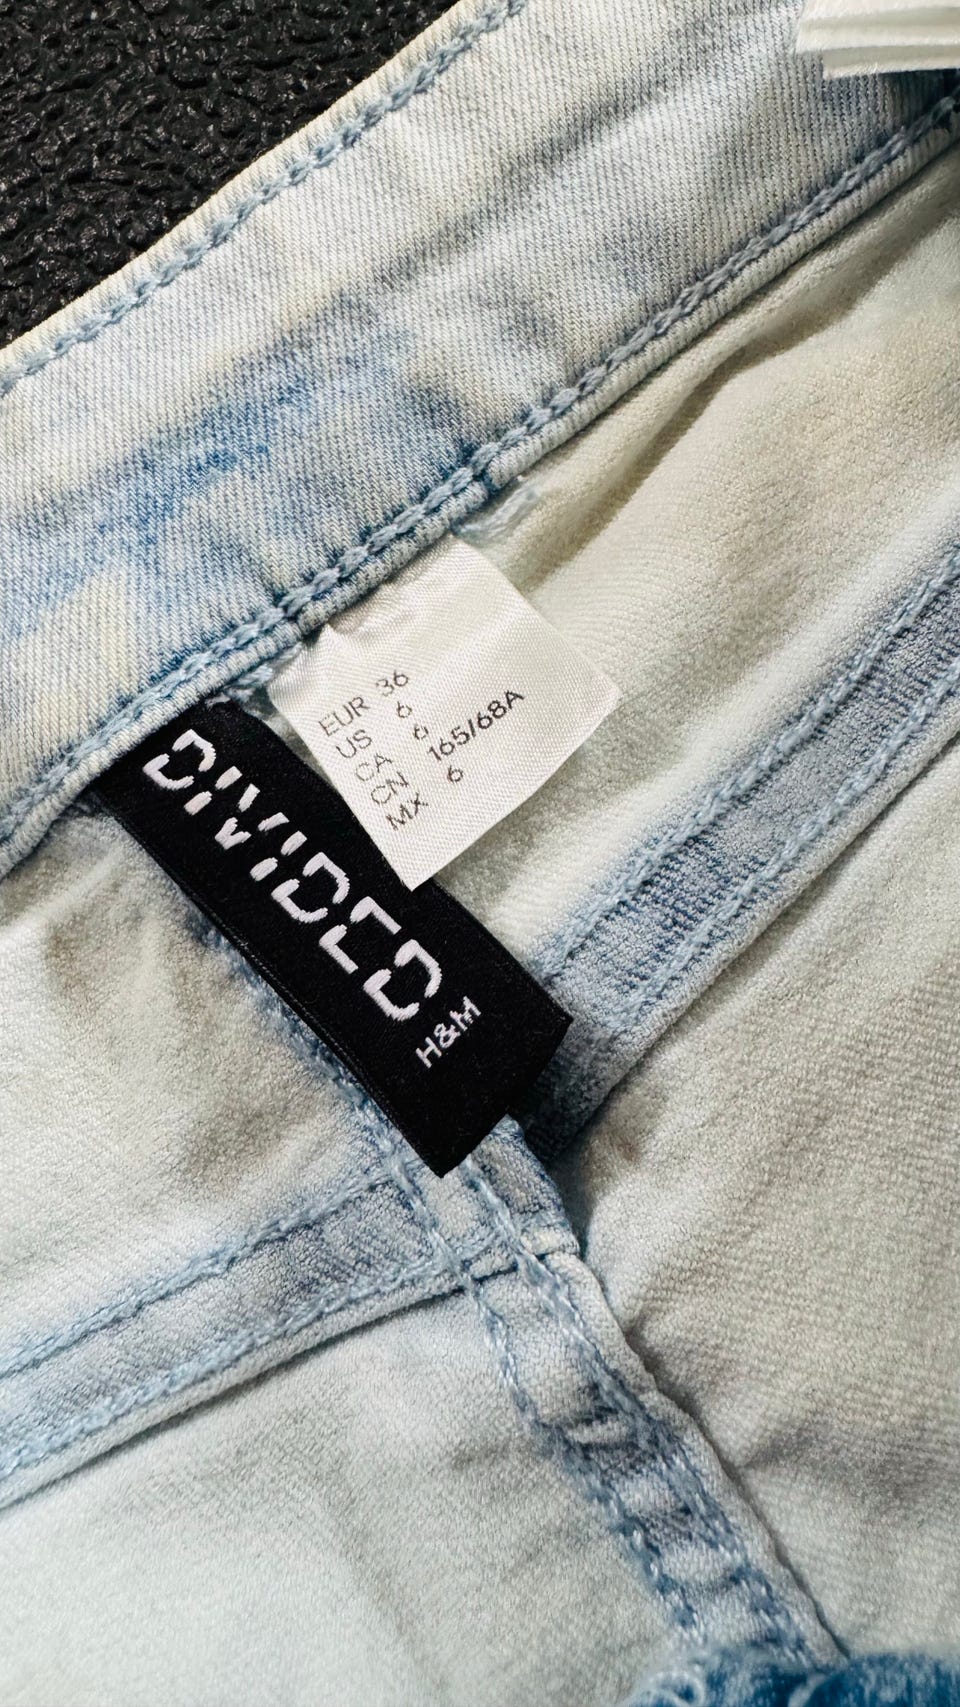 EUR 36
US 6
CA 6
CN 165/68A
MX 6
DIVIDED
H&M